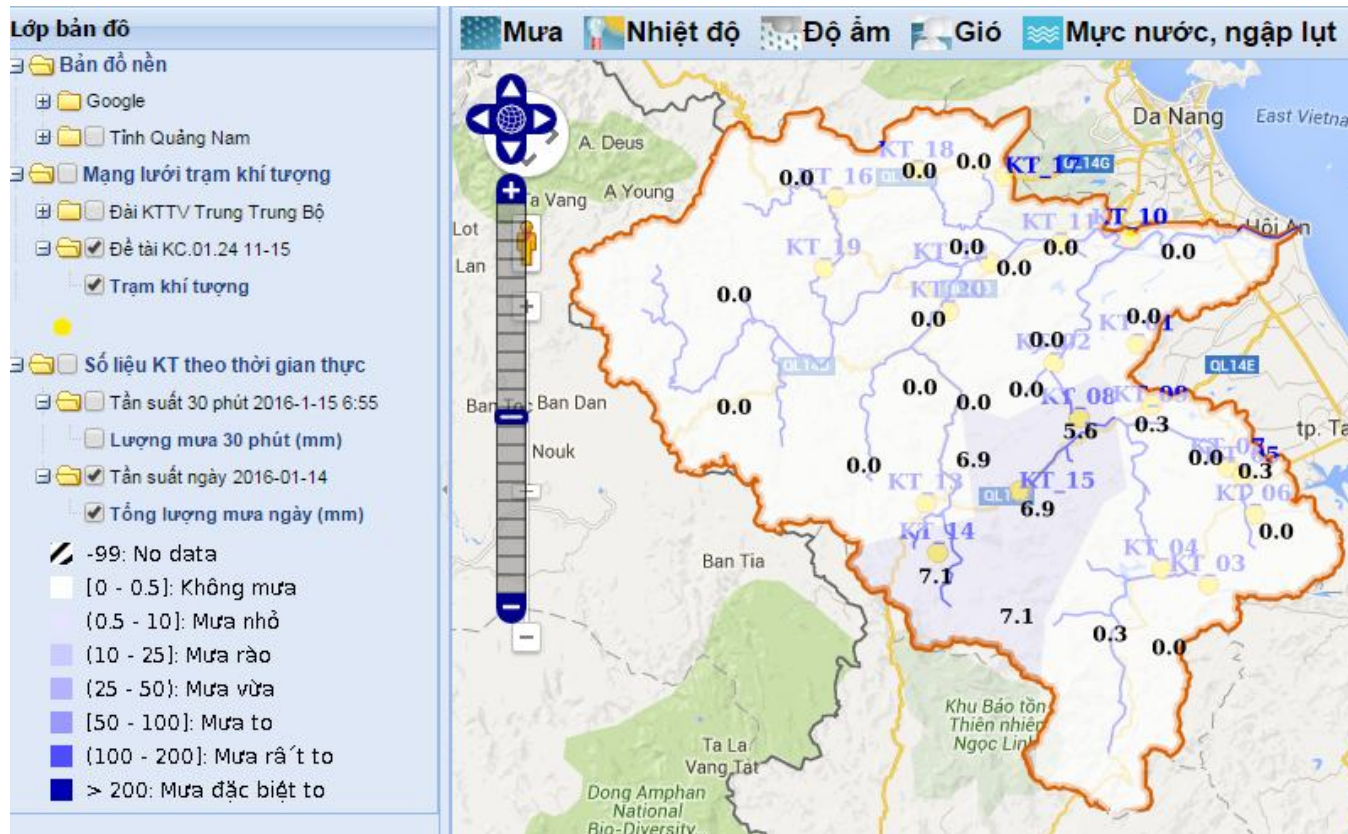 Lớp bản đồ
Bản đồ nền
Google
Tỉnh Quảng Nam
Mạng lưới trạm khí tượng
Đài KTTV Trung Trung Bộ
Đề tài KC.01.24 11-15
Trạm khí tượng
Số liệu KT theo thời gian thực
Tần suất 30 phút 2016-1-15 6:55
Lượng mưa 30 phút (mm)
Tần suất ngày 2016-01-14
Tổng lượng mưa ngày (mm)
-99: No data
[0 - 0.5]: Không mưa
(0.5 - 10]: Mưa nhỏ
(10 - 25]: Mưa rào
(25 - 50): Mưa vừa
[50 - 100]: Mưa to
(100 - 200]: Mưa rất to
> 200: Mưa đặc biệt to
Mưa Nhiệt độ Độ ẩm Gió Mực nước, ngập lụt
Da Nang East Vietna
A. Deus
KT_18 0.0 KT_17 QL14G
0.0 KT_16 0.0
a Vang A Young
Lot KT_11 KT_10 Hội An
KT_19 0.0 0.0 0.0
Lan 0.0
0.0 KT_20
0.0 0.0
0.0 KT_02
QL14E
0.0 0.0 0.0 KT_08
Ban Dan 0.0 5.6 0.3 tp. Ta
Nouk 0.0 6.9 0.0 0.3
KT_13 KT_15 KT_06
6.9 0.0
KT_14
Ban Tia KT_04
7.1 KT_03
7.1 0.3 0.0
Khu Bảo tồn
Thiên nhiên
Ngọc Linh
Ta La
Vang Tat
Dong Amphan
National
Bio-Diversity